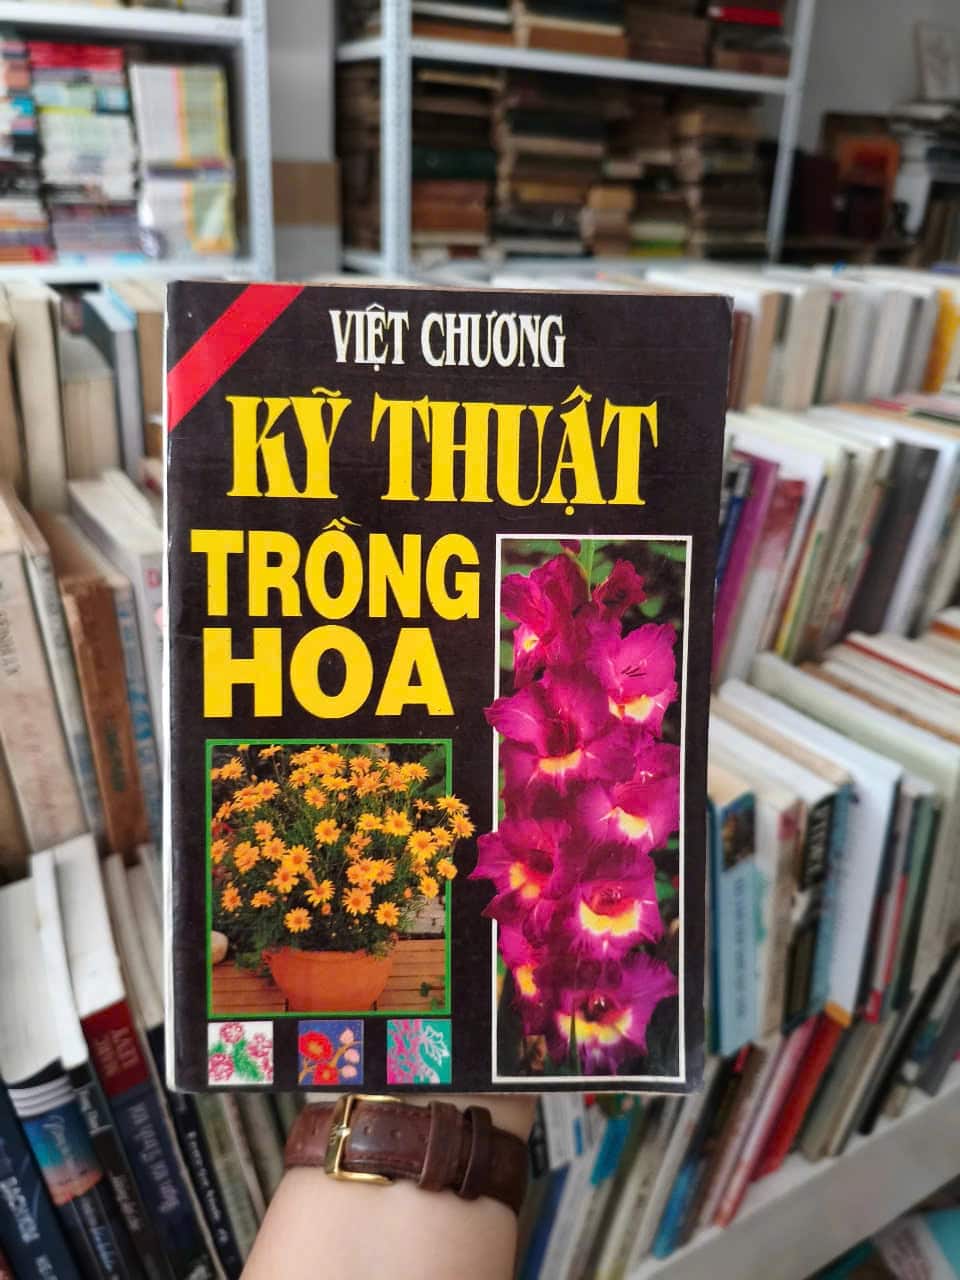 VIỆT CHƯƠNG
KỸ THUẬT
TRỒNG
HOA